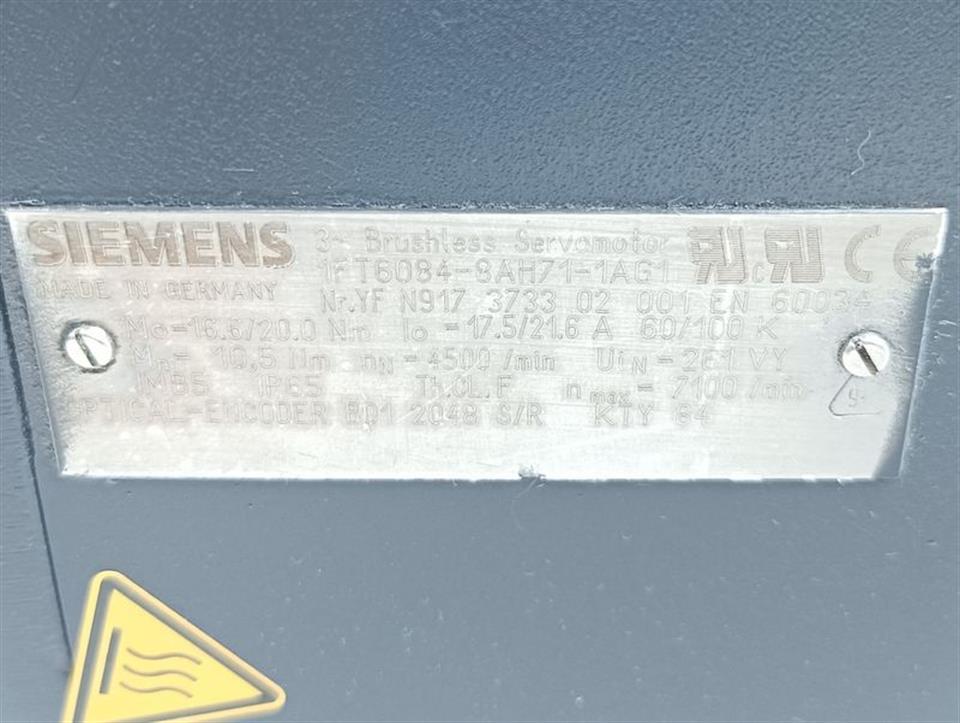 SIEMENS 3~ Brushless Servomotor
1FT6084-8AH71-1AG1
MADE IN GERMANY Nr.YF N917 3733 02 001 EN 60034
Mo=16.6/20.0 Nm Io =17.5/21.6 A 60/100 K
MN= 10,5 Nm nN =4500 /min UiN =261 VY
IMB5 IP65 Th.CL.F n max = 7100 /min
OPTICAL-ENCODER 2048 S/R KTY 84